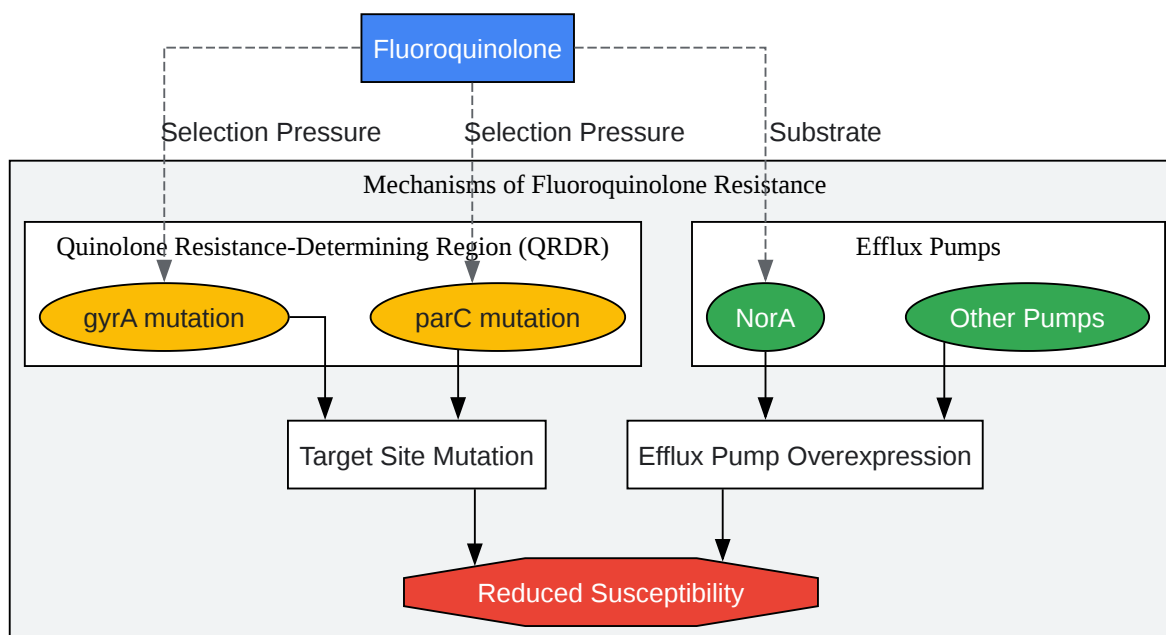 Fluoroquinolone
Selection Pressure
Selection Pressure
Substrate
Mechanisms of Fluoroquinolone Resistance
Quinolone Resistance-Determining Region (QRDR)
Efflux Pumps
gyrA mutation
parC mutation
NorA
Other Pumps
Target Site Mutation
Efflux Pump Overexpression
Reduced Susceptibility